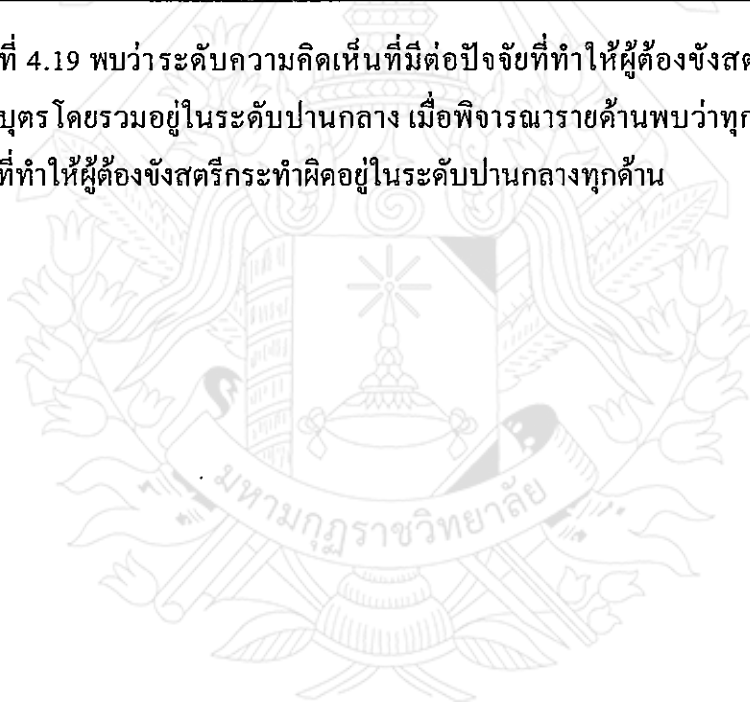 ที่ 4.19 พบว่าระดับความคิดเห็นที่มีต่อปัจจัยที่ทำให้ผู้ต้องขังสต
บุตรโดยรวมอยู่ในระดับปานกลาง เมื่อพิจารณารายด้านพบว่าทุก
ที่ทำให้ผู้ต้องขังสตรีกระทำผิดอยู่ในระดับปานกลางทุกด้าน
มหามกุฏราชวิทยาลัย